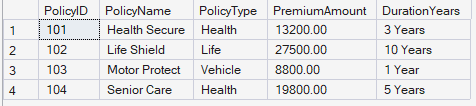 PolicyID PolicyName PolicyType PremiumAmount DurationYears
1 101 Health Secure Health 13200.00 3 Years
2 102 Life Shield Life 27500.00 10 Years
3 103 Motor Protect Vehicle 8800.00 1 Year
4 104 Senior Care Health 19800.00 5 Years